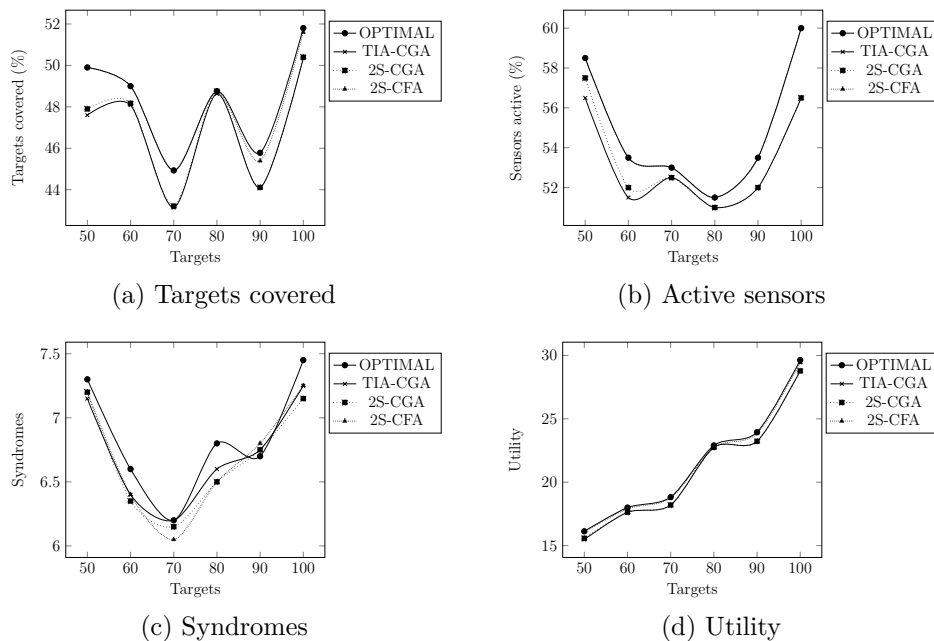 52
50
48
46
44
50 60 70 80 90 100
Targets
Targets covered (%)
OPTIMAL
TIA-CGA
2S-CGA
2S-CFA
(a) Targets covered
60
58
56
54
52
50 60 70 80 90 100
Targets
Sensors active (%)
OPTIMAL
TIA-CGA
2S-CGA
2S-CFA
(b) Active sensors
7.5
7
6.5
6
50 60 70 80 90 100
Targets
Syndromes
OPTIMAL
TIA-CGA
2S-CGA
2S-CFA
(c) Syndromes
30
25
20
15
50 60 70 80 90 100
Targets
Utility
OPTIMAL
TIA-CGA
2S-CGA
2S-CFA
(d) Utility